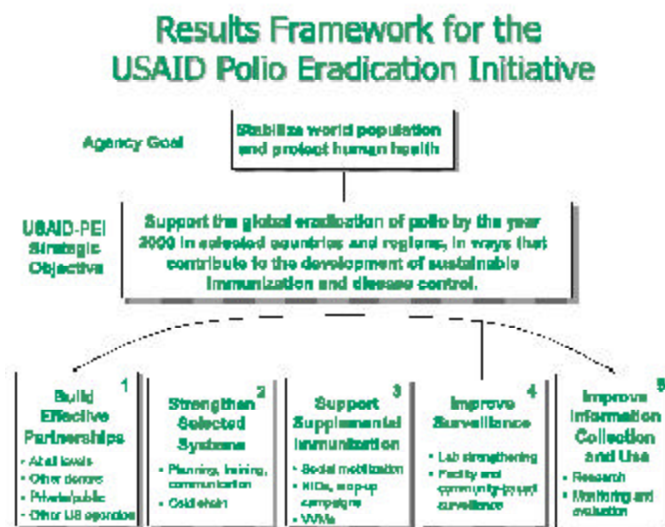 Results Framework for the
USAID Polio Eradication Initiative
Agency Goal
Stabilize world population
and protect human health
USAID-PEI
Strategic
Objective
Support the global eradication of polio by the year
2000 in selected countries and regions, in ways that
contribute to the development of sustainable
immunization and disease control.
1
Build
Effective
Partnerships
• At all levels
• Other donors
• Private/public
• Other US agencies
2
Strengthen
Selected
Systems
• Planning, training,
communication
• Cold chain
3
Support
Supplemental
Immunization
• Social mobilization
• NIDs, mop-up
campaigns
• VVMs
4
Improve
Surveillance
• Lab strengthening
• Facility and
community-based
surveillance
5
Improve
Information
Collection
and Use
• Research
• Monitoring and
evaluation